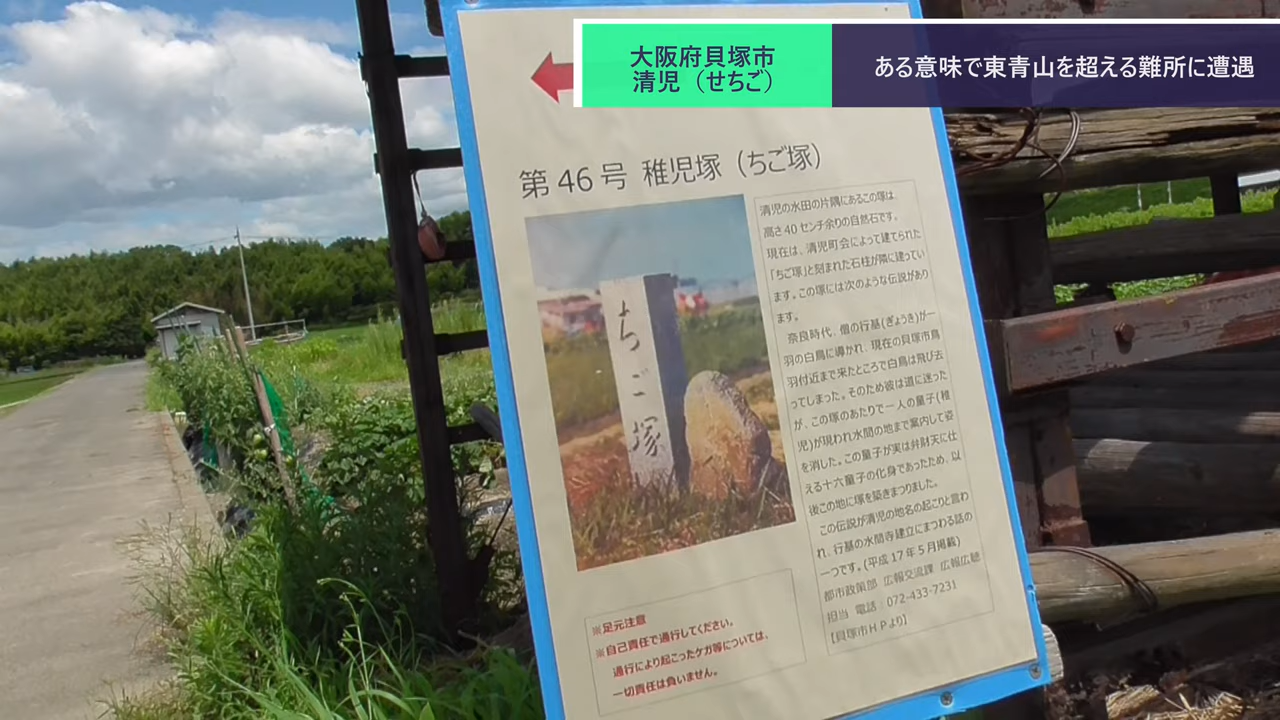 大阪府貝塚市
清児 （せちご）
ある意味で東青山を超える難所に遭遇
第46号 稚児塚（ちご塚）
ちご塚
清児の水田の片隅にあるこの塚は、
高さ40センチ余りの自然石です。
現在は、清児町会によって建てられた
「ちご塚」と刻まれた石柱が隣に建ってい
ます。この塚には次のような伝説があり
ます。
奈良時代、僧の行基(ぎょうき)が一
羽の白鳥に導かれ、現在の貝塚市鳥
羽付近まで来たところで白鳥は飛び去
ってしまった。そのため彼は道に迷った
が、この塚のあたりで一人の童子(稚
児)が現われ水間の地まで案内して姿
を消した。この童子が実は弁財天に仕
える十六童子の化身であったため、以
後この地に塚を築きまつりました。
この伝説が清児の地名の起こりと言わ
れ、行基の水間寺建立にまつわる話の
一つです。(平成17年5月掲載)
都市政策部 広報交流課 広報広聴
担当 電話：072-433-7231
【貝塚市HPより】
※足元注意
※自己責任で通行してください。
通行により起こったケガ等については、
一切責任は負いません。